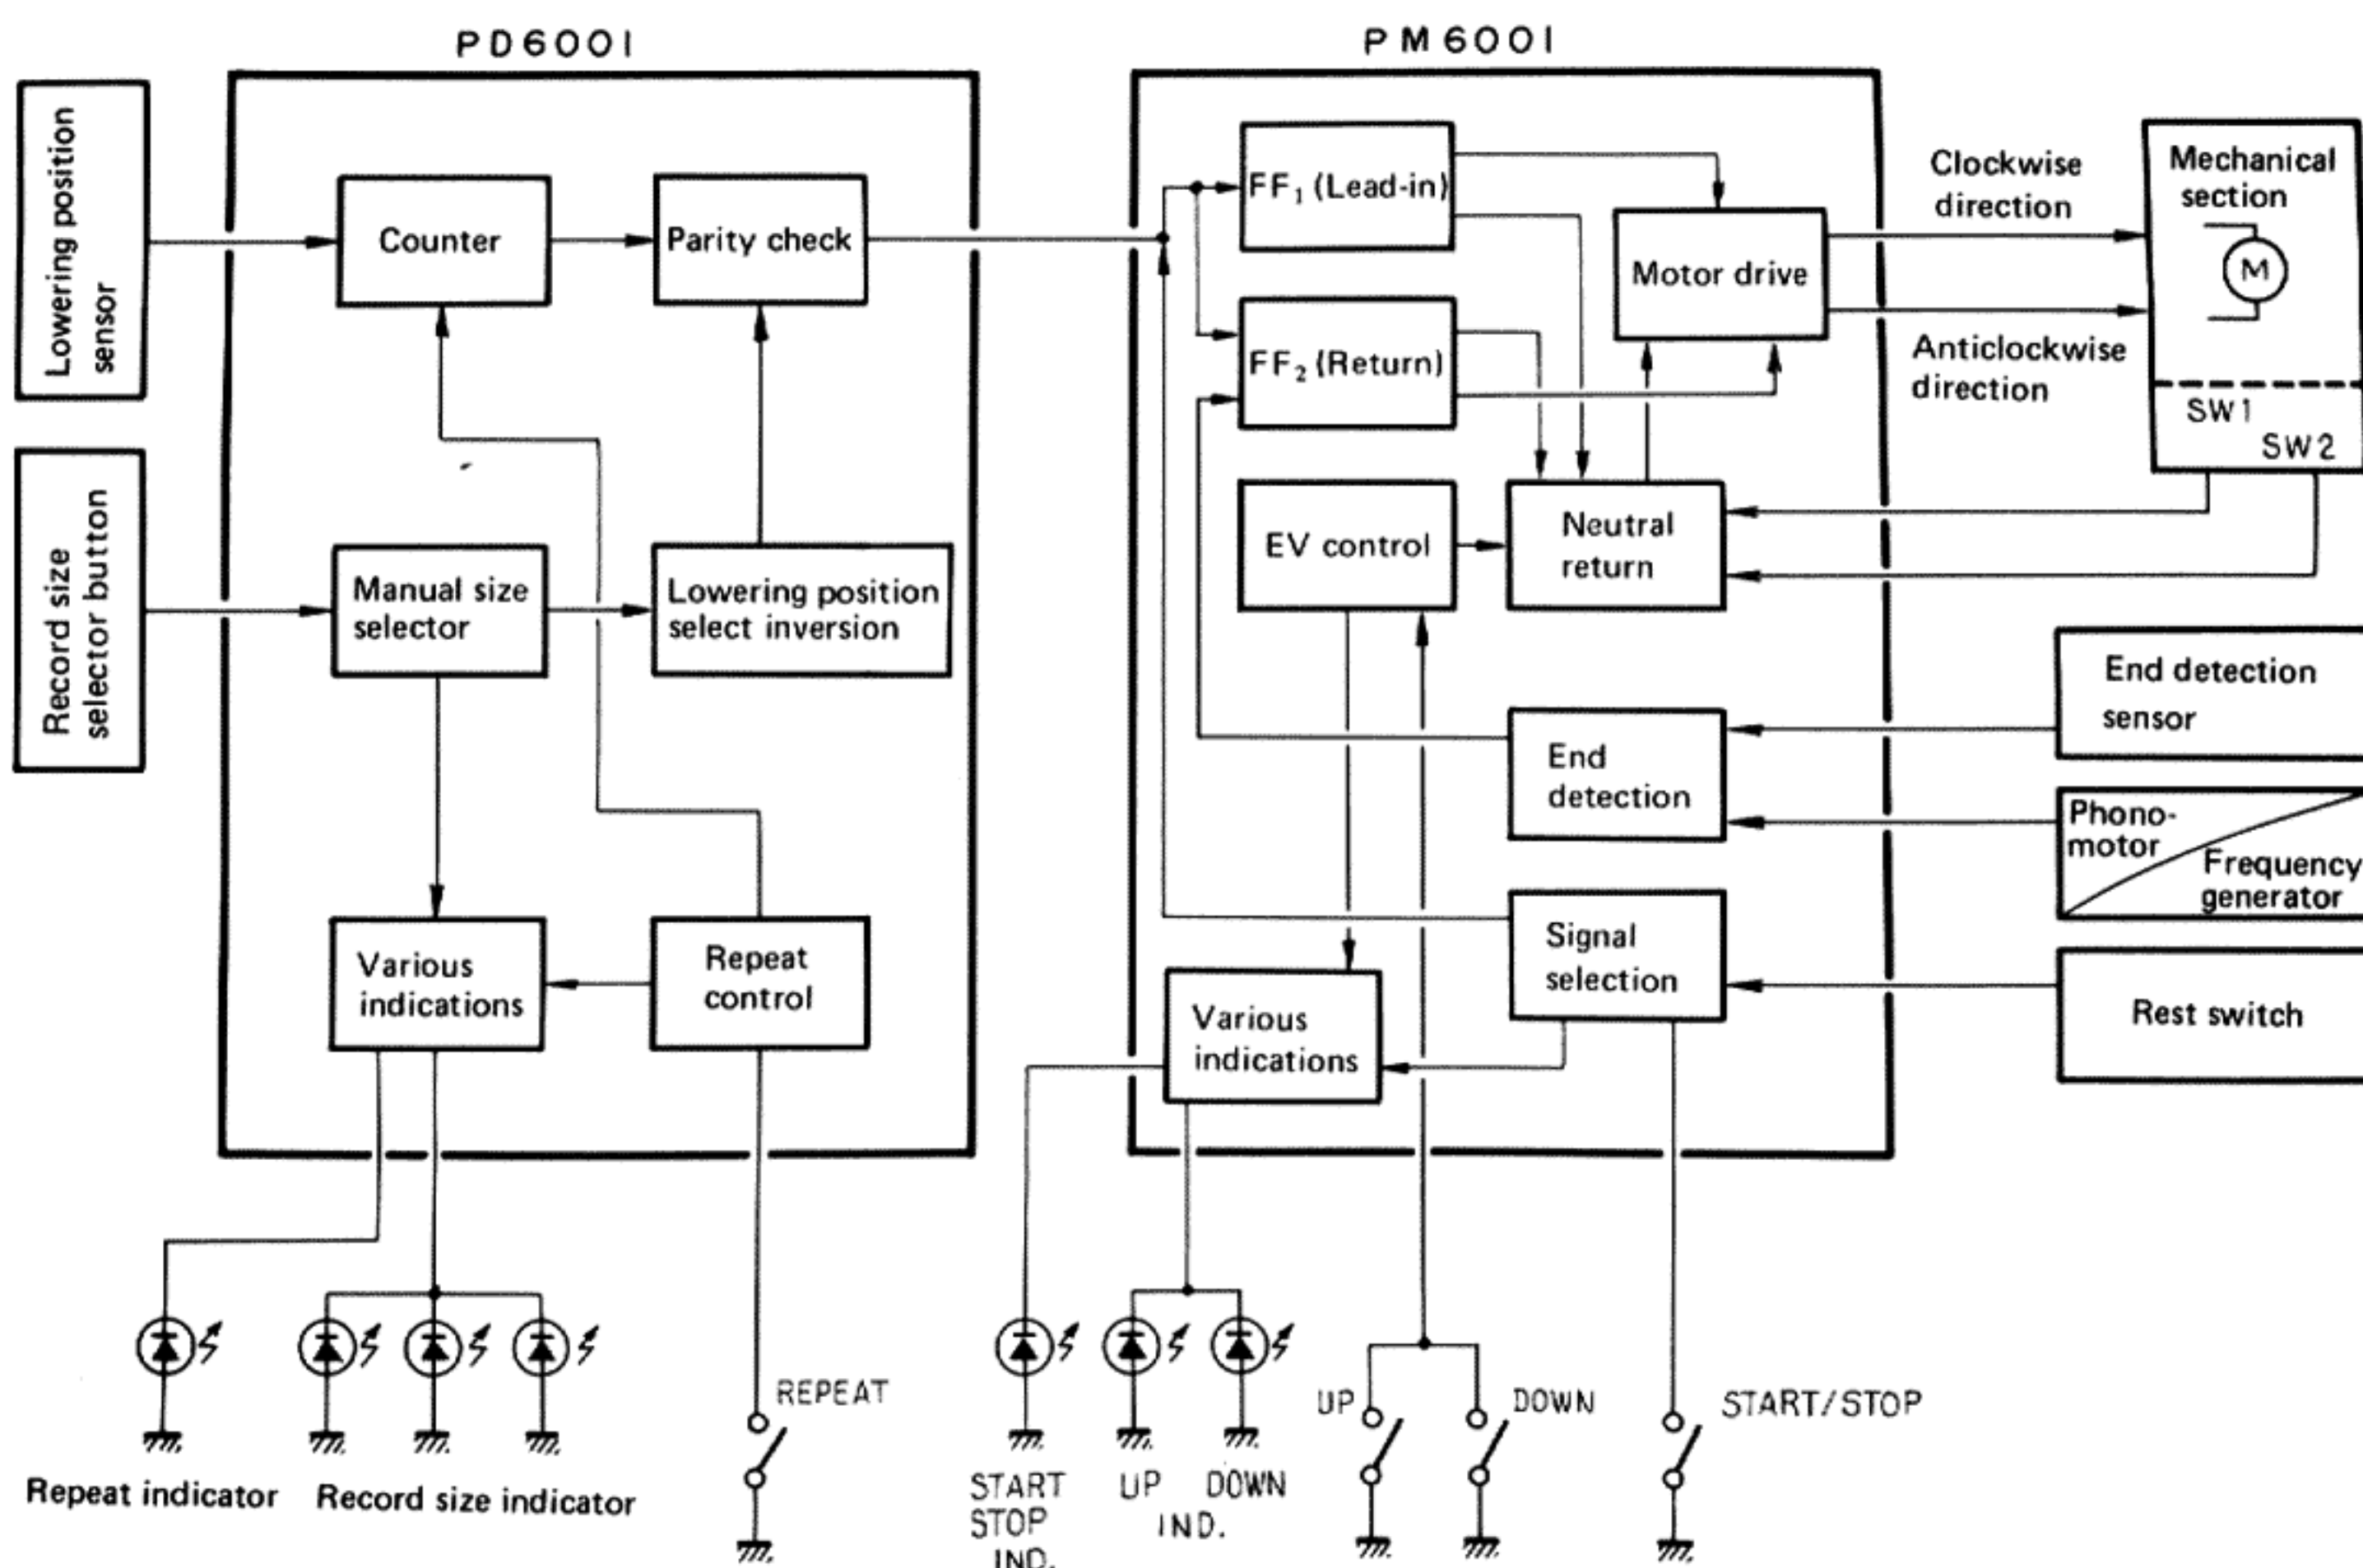 PD6001
PM6001
Lowering position
sensor
Record size
selector button
Counter
Parity check
Manual size
selector
Lowering position
select inversion
Various
indications
Repeat
control
Repeat indicator
Record size indicator
REPEAT
FF₁ (Lead-in)
FF₂ (Return)
Motor drive
EV control
Neutral
return
End
detection
Signal
selection
Various
indications
Clockwise
direction
Anticlockwise
direction
Mechanical
section
M
SW1
SW2
End detection
sensor
Phono-
motor
Frequency
generator
Rest switch
START
STOP
IND.
UP DOWN
IND.
UP
DOWN
START/STOP